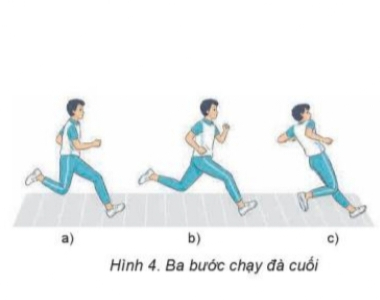 a) b) c)
Hình 4. Ba bước chạy đà cuối